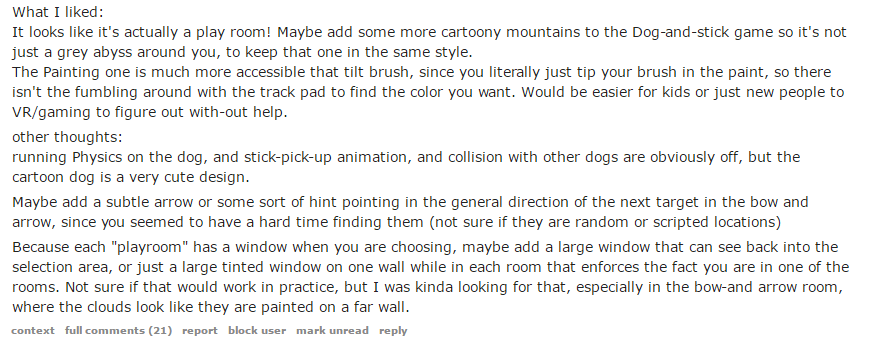 What I liked:
It looks like it's actually a play room! Maybe add some more cartoony mountains to the Dog-and-stick game so it's not
just a grey abyss around you, to keep that one in the same style.
The Painting one is much more accessible that tilt brush, since you literally just tip your brush in the paint, so there
isn't the fumbling around with the track pad to find the color you want. Would be easier for kids or just new people to
VR/gaming to figure out with-out help.
other thoughts:
running Physics on the dog, and stick-pick-up animation, and collision with other dogs are obviously off, but the
cartoon dog is a very cute design.
Maybe add a subtle arrow or some sort of hint pointing in the general direction of the next target in the bow and
arrow, since you seemed to have a hard time finding them (not sure if they are random or scripted locations)
Because each "playroom" has a window when you are choosing, maybe add a large window that can see back into the
selection area, or just a large tinted window on one wall while in each room that enforces the fact you are in one of the
rooms. Not sure if that would work in practice, but I was kinda looking for that, especially in the bow-and arrow room,
where the clouds look like they are painted on a far wall.
context full comments (21) report block user mark unread reply